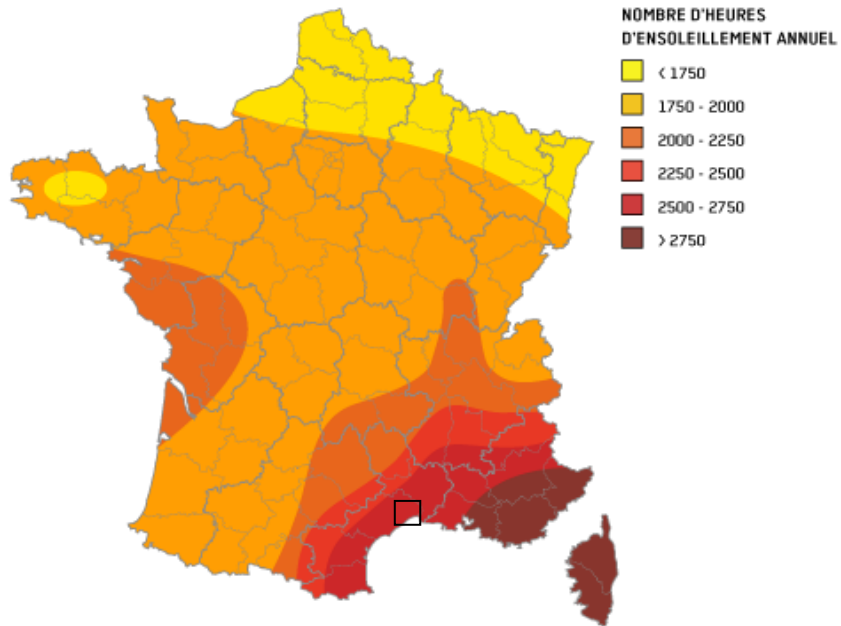 NOMBRE D'HEURES
D'ENSOLEILLEMENT ANNUEL
< 1750
1750 - 2000
2000 - 2250
2250 - 2500
2500 - 2750
> 2750